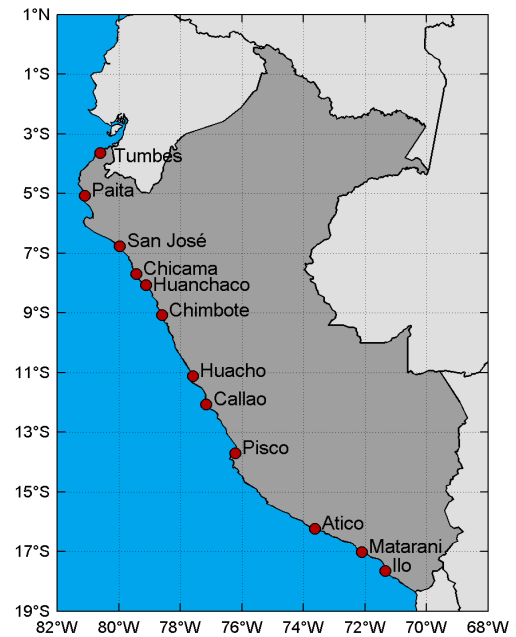 1°N
1°S
3°S
Tumbes
5°S
Paita
San José
7°S
Chicama
Huanchaco
9°S
Chimbote
11°S
Huacho
Callao
13°S
Pisco
15°S
Atico
17°S
Matarani
Ilo
19°S
82°W 80°W 78°W 76°W 74°W 72°W 70°W 68°W